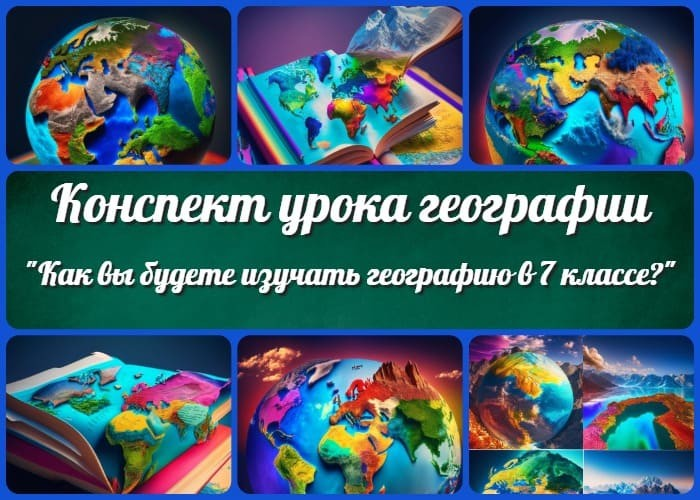 Конспект урока географии
"Как вы будете изучать географию в 7 классе?"